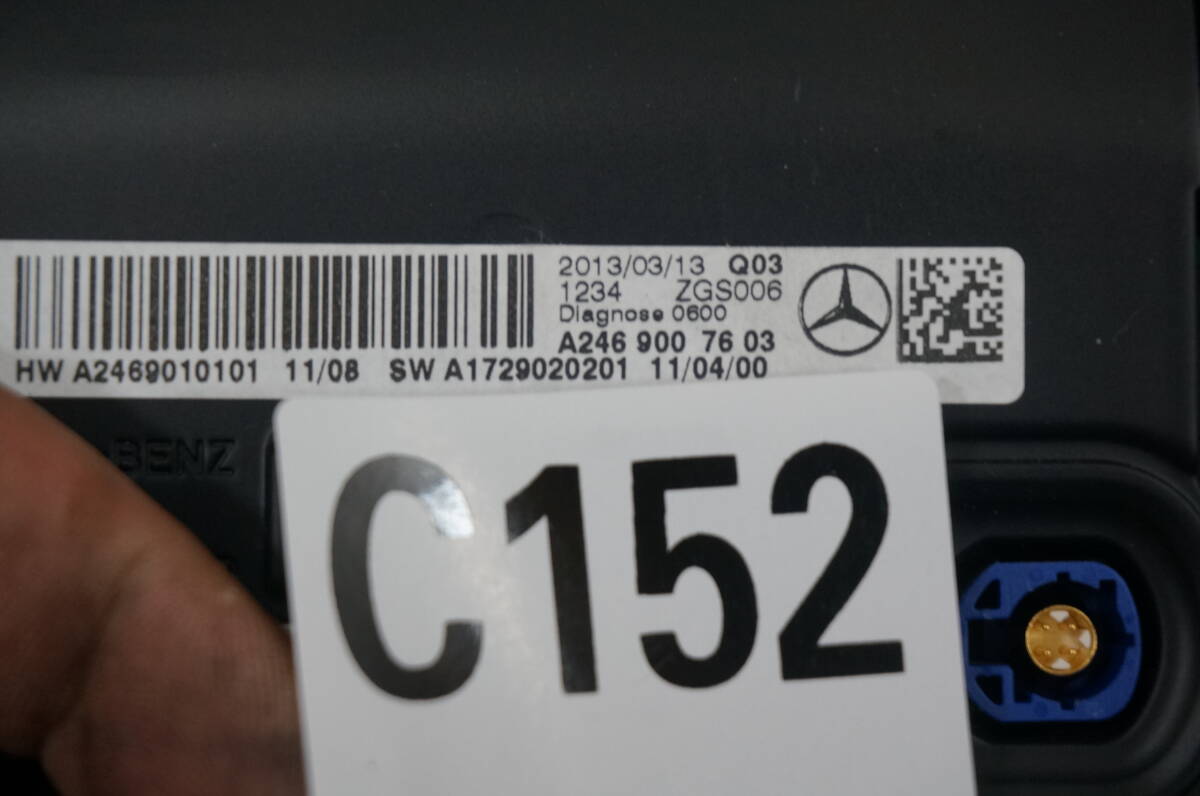 2013/03/13 Q03
1234 ZGS006
Diagnose 0600
A246 900 76 03
HW A2469010101 11/08 SW A1729020201 11/04/00
BENZ
C152